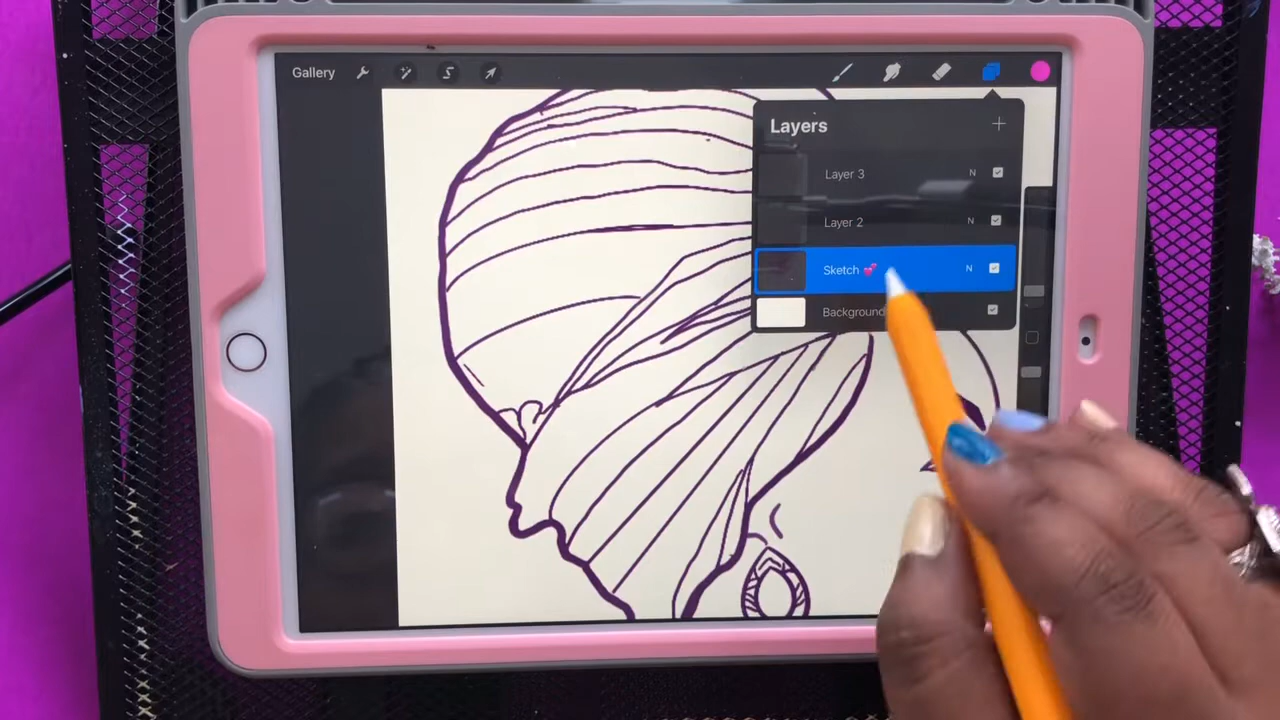 Gallery
Layers
Layer 3 N
Layer 2 N
Sketch 💕 N
Background